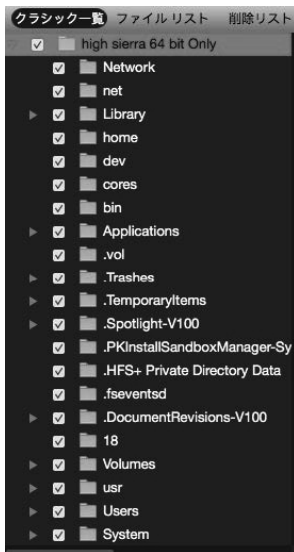 クラシック一覧 ファイル リスト 削除リスト
high sierra 64 bit Only
Network
net
Library
home
dev
cores
bin
Applications
.vol
.Trashes
.TemporaryItems
.Spotlight-V100
.PKInstallSandboxManager-Sy
.HFS+ Private Directory Data
.fseventsd
.DocumentRevisions-V100
18
Volumes
usr
Users
System